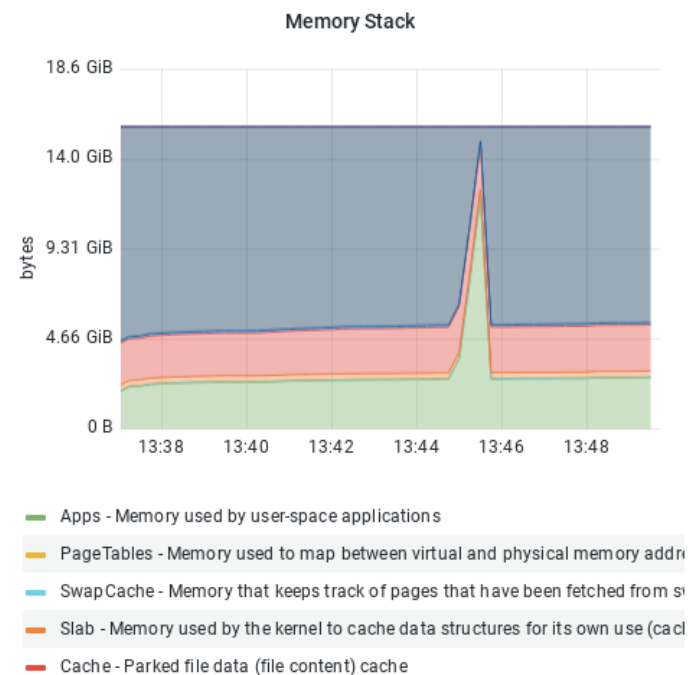 Memory Stack
18.6 GiB
14.0 GiB
9.31 GiB
4.66 GiB
0 B
bytes
13:38 13:40 13:42 13:44 13:46 13:48
Apps - Memory used by user-space applications
PageTables - Memory used to map between virtual and physical memory
SwapCache - Memory that keeps track of pages that have been fetched from
Slab - Memory used by the kernel to cache data structures for its own use
Cache - Parked file data (file content) cache